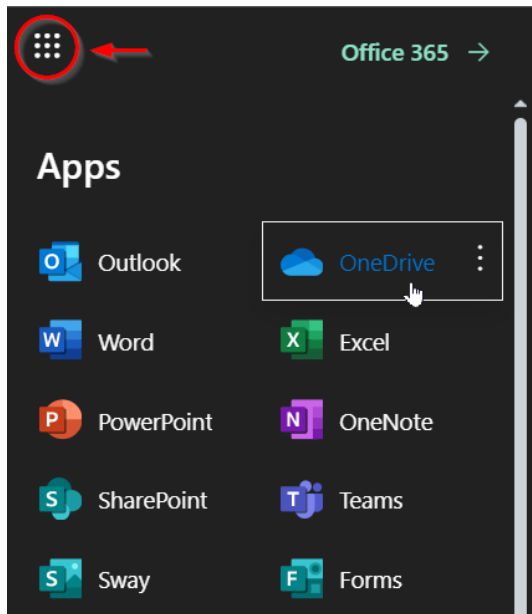 Office 365 →
Apps
Outlook
OneDrive
Word
Excel
PowerPoint
OneNote
SharePoint
Teams
Sway
Forms